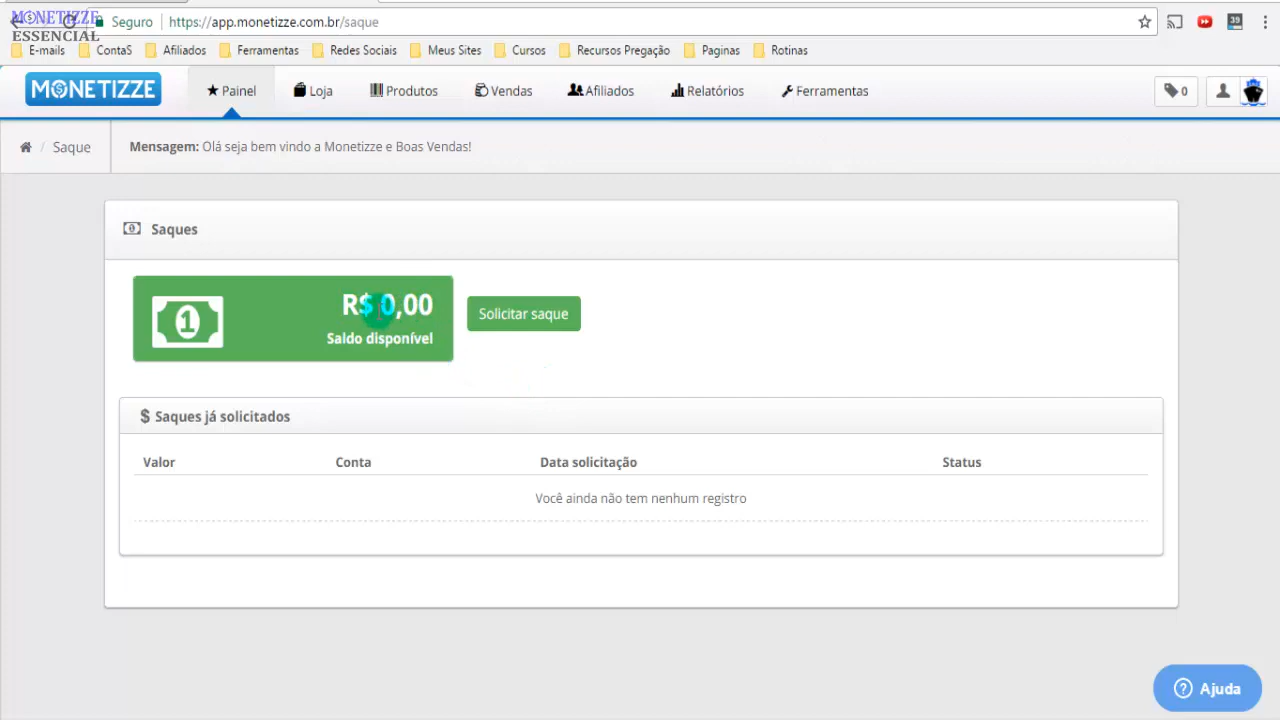 MONETIZZE
ESSENCIAL
Seguro https://app.monetizze.com.br/saque
39
E-mails ContaS Afiliados Ferramentas Redes Sociais Meus Sites Cursos Recursos Pregação Paginas Rotinas
MONETIZZE Painel Loja Produtos Vendas Afiliados Relatórios Ferramentas 0
/ Saque Mensagem: Olá seja bem vindo a Monetizze e Boas Vendas!
Saques
R$ 0,00
Saldo disponível
Solicitar saque
$ Saques já solicitados
Valor Conta Data solicitação Status
Você ainda não tem nenhum registro
Ajuda